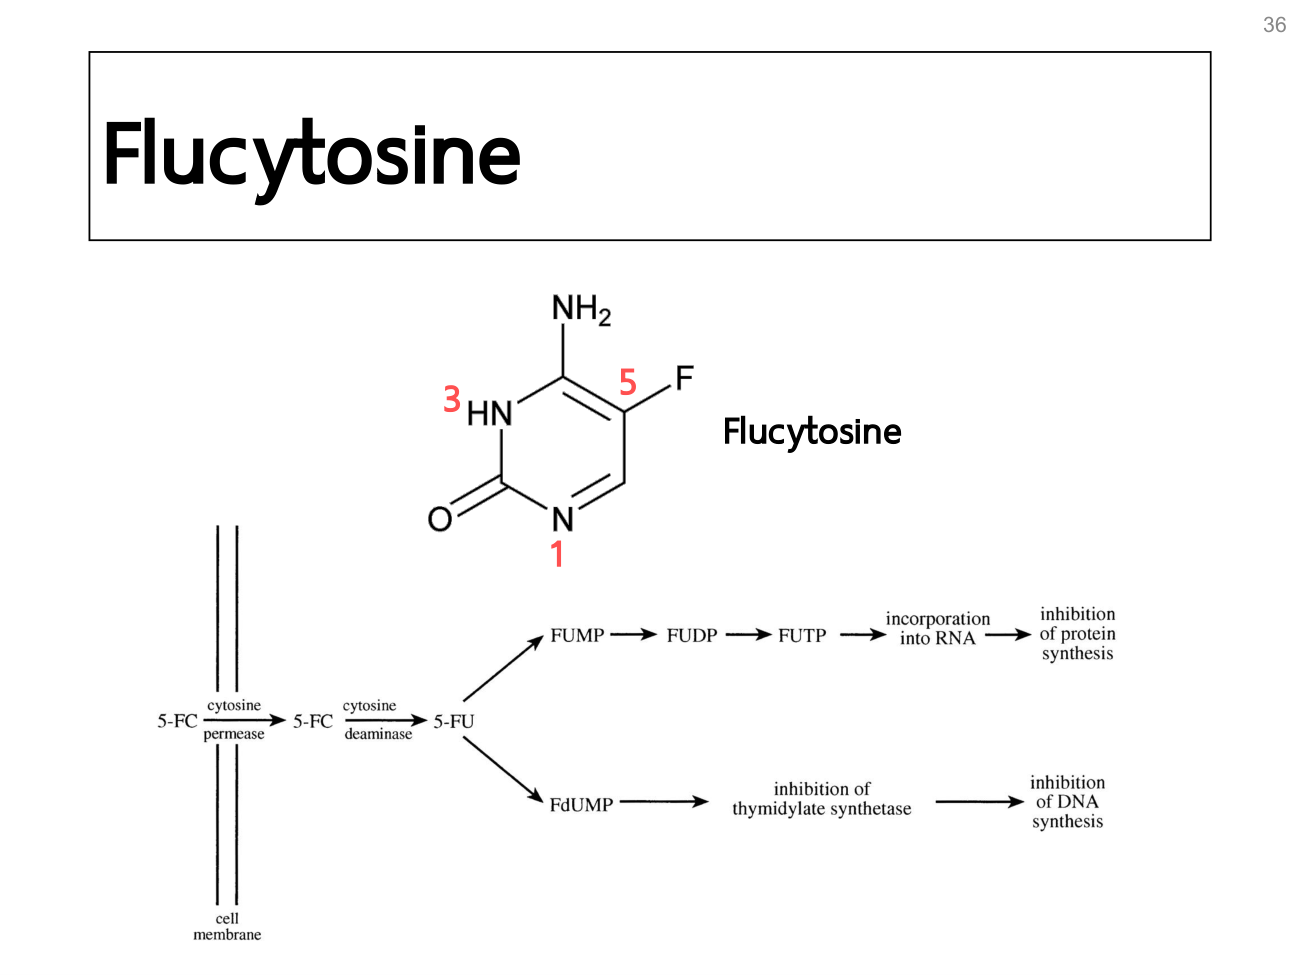 36
Flucytosine
NH2
5
F
3
HN
Flucytosine
O
N
1
incorporation
into RNA
inhibition
of protein
synthesis
FUMP
FUDP
FUTP
cytosine
permease
cytosine
deaminase
5-FC
5-FC
5-FU
FdUMP
inhibition of
thymidylate synthetase
inhibition
of DNA
synthesis
cell
membrane